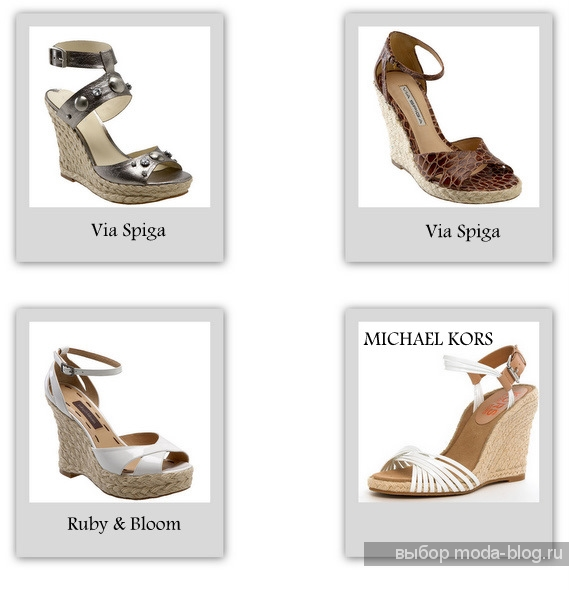 Via Spiga
Via Spiga
Ruby & Bloom
MICHAEL KORS
выбор moda-blog.ru